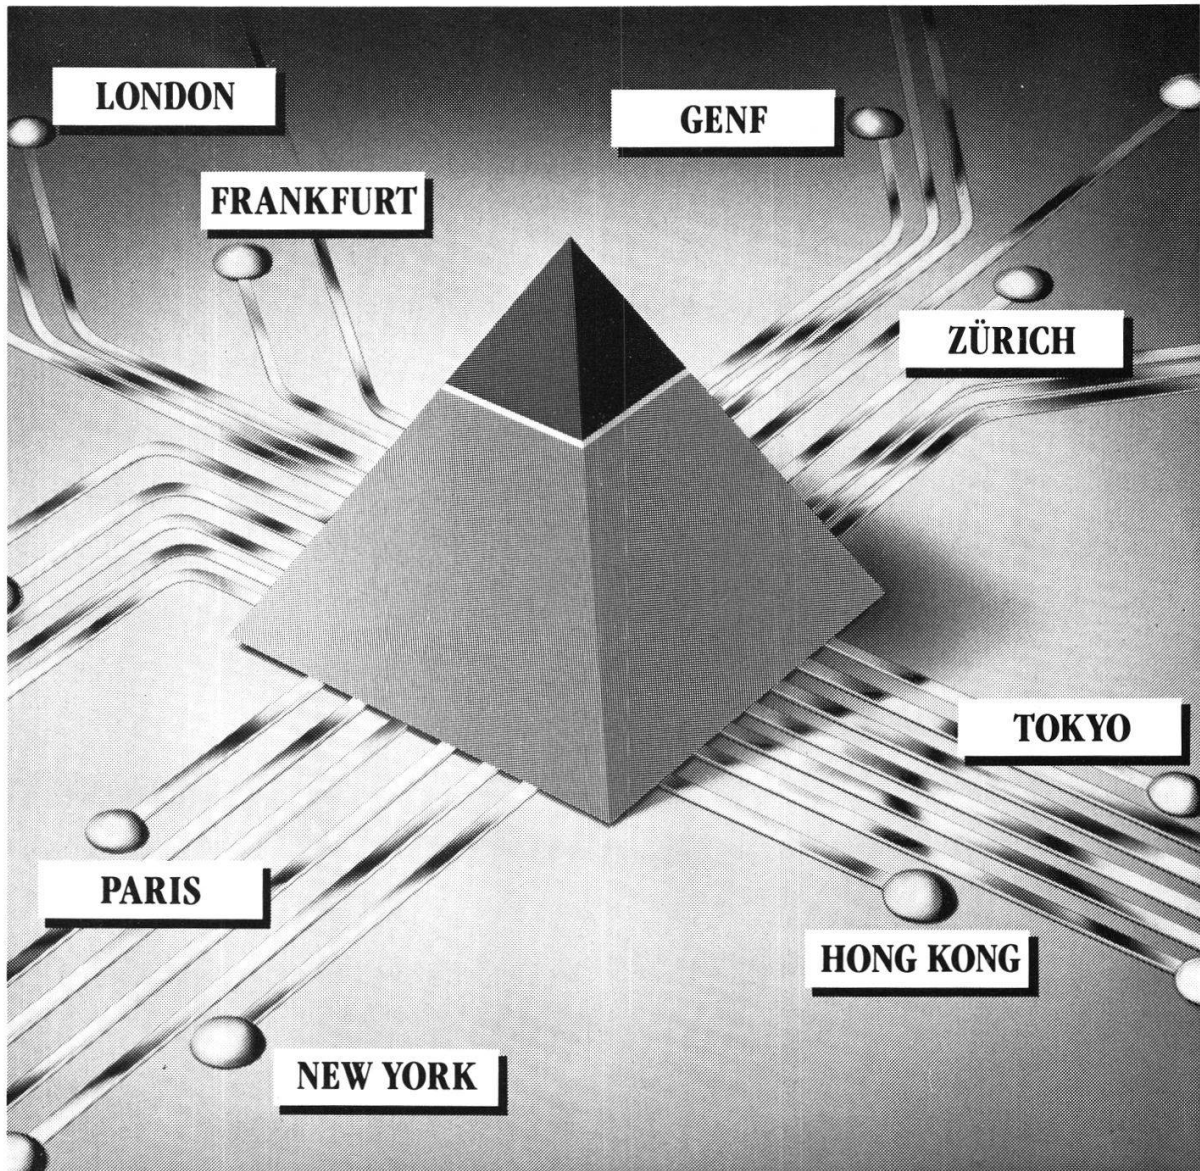 LONDON
GENF
FRANKFURT
ZÜRICH
TOKYO
PARIS
HONG KONG
NEW YORK